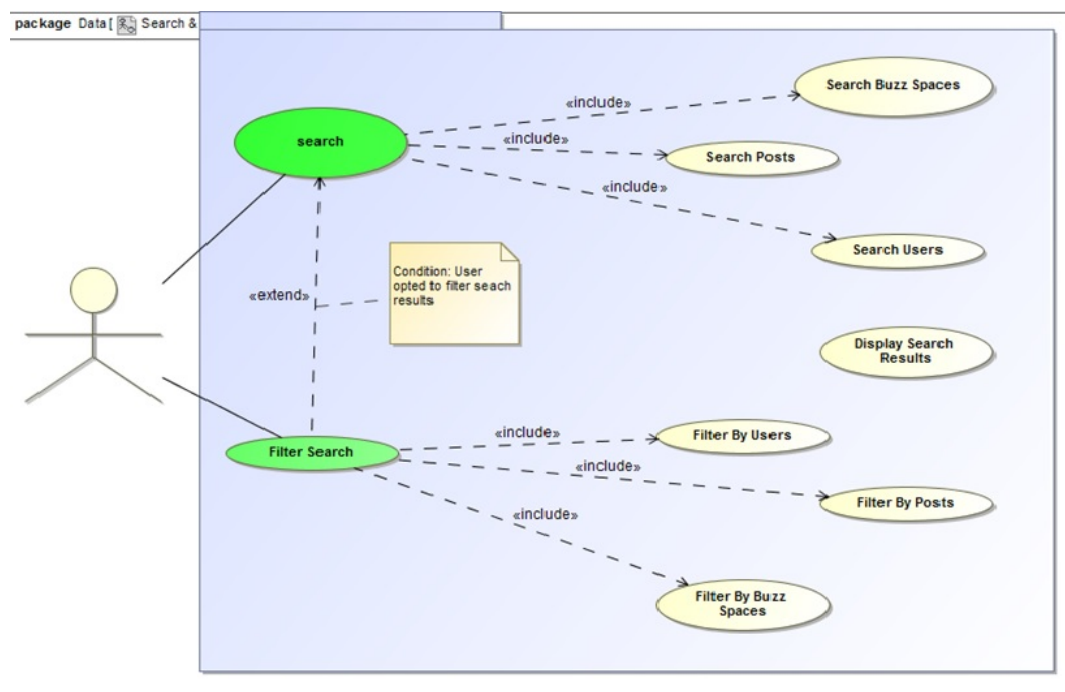 package Data [ Search &
Search Buzz Spaces
«include»
search
«include»
Search Posts
«include»
Search Users
Condition: User
opted to filter seach
results
«extend»
Display Search
Results
«include»
Filter By Users
Filter Search
«include»
Filter By Posts
«include»
Filter By Buzz
Spaces